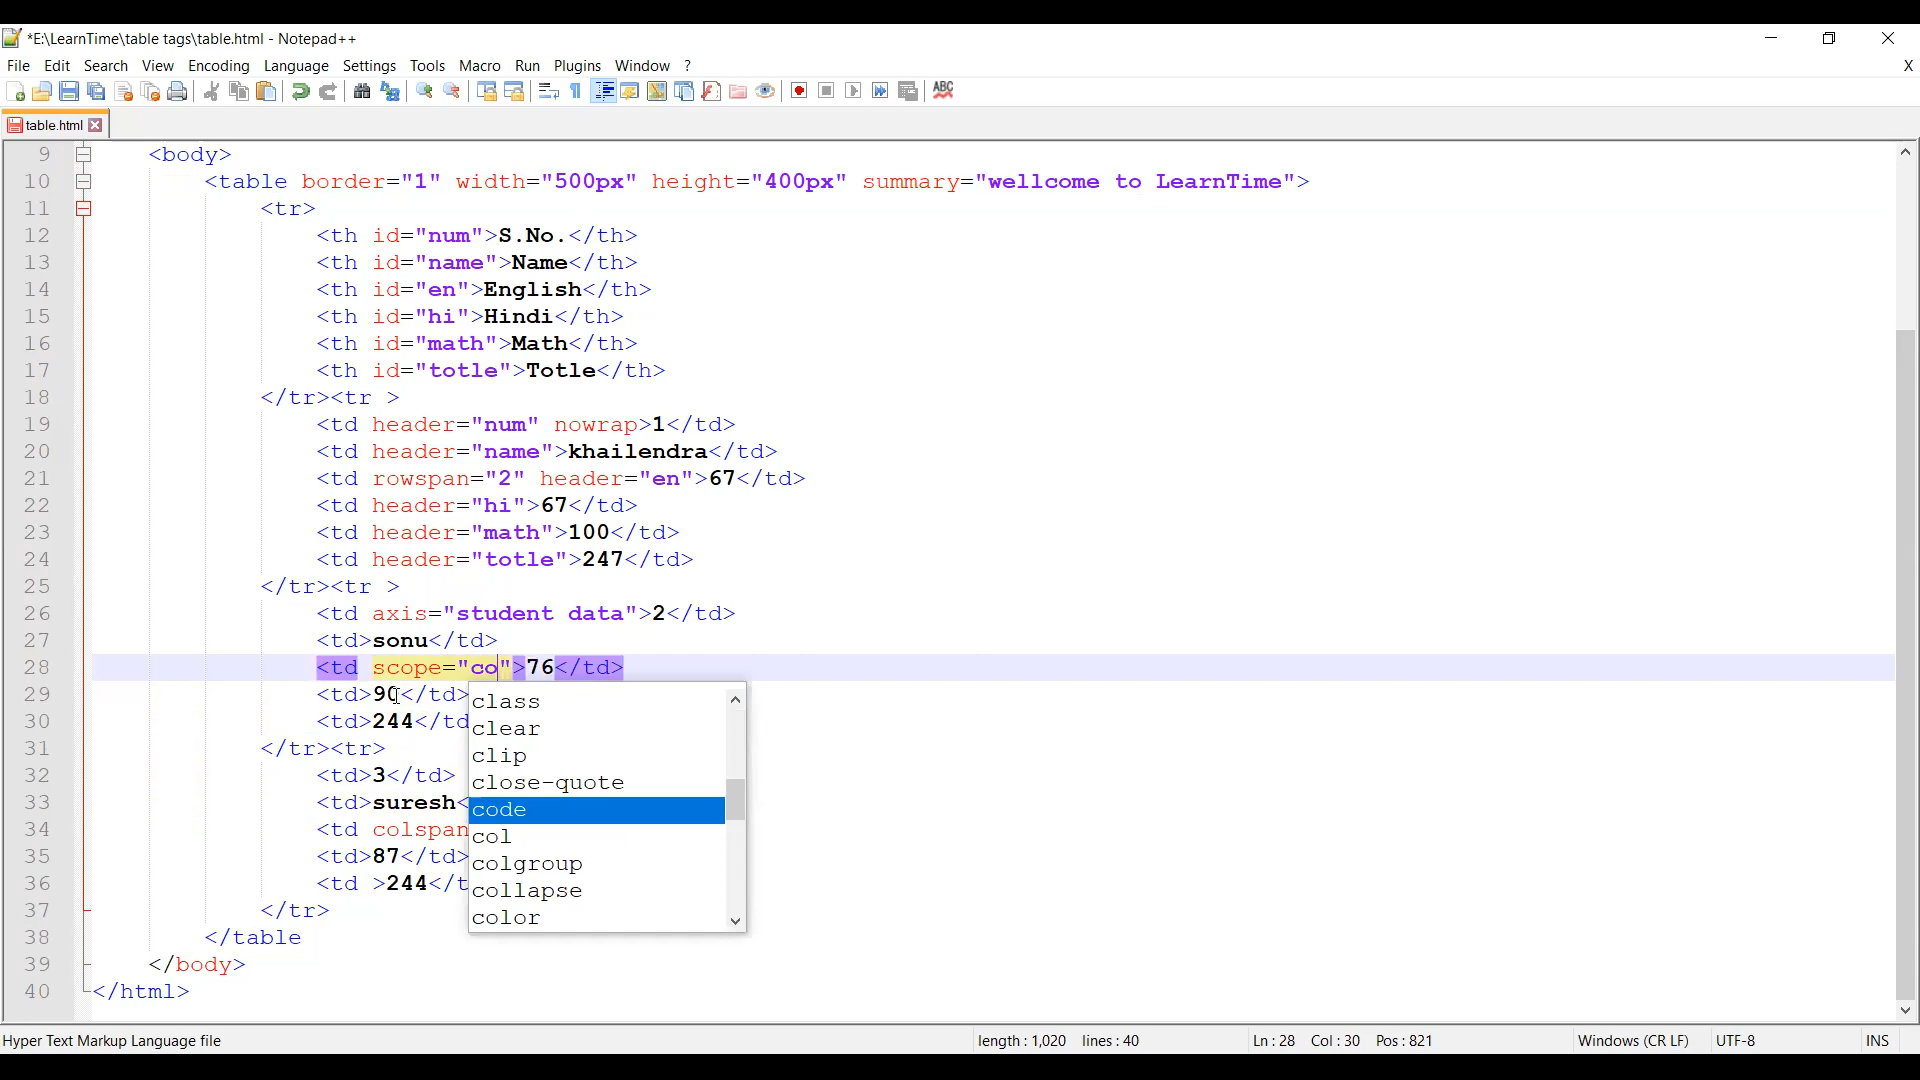 *E:\LearnTime\table tags\table.html - Notepad++
File Edit Search View Encoding Language Settings Tools Macro Run Plugins Window ? X
ABC
table.html
9 <body>
10 <table border="1" width="500px" height="400px" summary="wellcome to LearnTime">
11 <tr>
12 <th id="num">S.No.</th>
13 <th id="name">Name</th>
14 <th id="en">English</th>
15 <th id="hi">Hindi</th>
16 <th id="math">Math</th>
17 <th id="totle">Totle</th>
18 </tr><tr >
19 <td header="num" nowrap>1</td>
20 <td header="name">khailendra</td>
21 <td rowspan="2" header="en">67</td>
22 <td header="hi">67</td>
23 <td header="math">100</td>
24 <td header="totle">247</td>
25 </tr><tr >
26 <td axis="student data">2</td>
27 <td>sonu</td>
28 <td scope="co">76</td>
29 <td>90</td>
30 <td>244</td
31 </tr><tr>
32 <td>3</td>
33 <td>suresh<
34 <td colspan
35 <td>87</td>
36 <td >244</t
37 </tr>
38 </table
39 </body>
40 </html>
class
clear
clip
close-quote
code
col
colgroup
collapse
color
Hyper Text Markup Language file length : 1,020 lines : 40 Ln : 28 Col : 30 Pos : 821 Windows (CR LF) UTF-8 INS